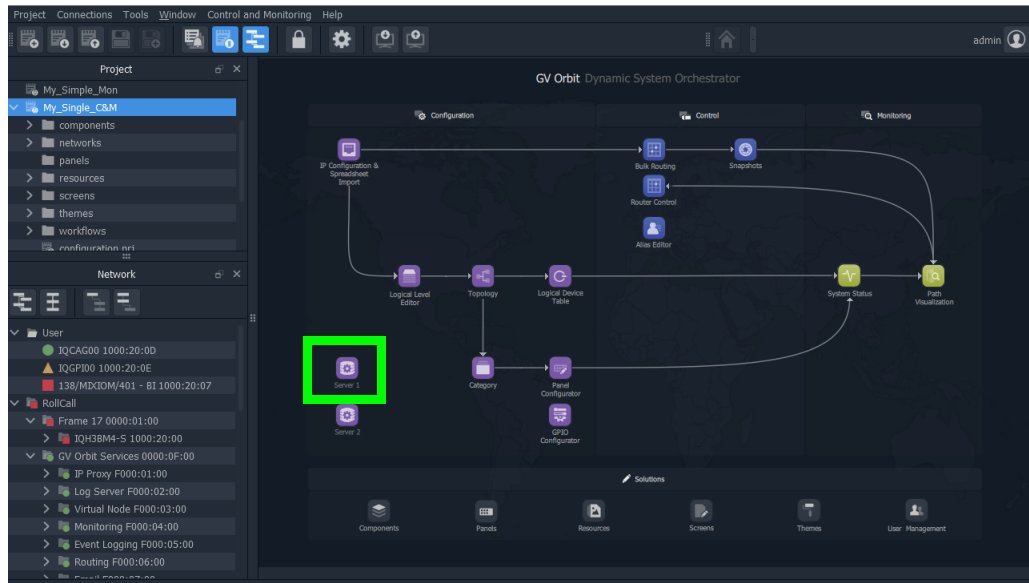 Project Connections Tools Window Control and Monitoring Help
admin
Project
My_Simple_Mon
My_Single_C&M
components
networks
panels
resources
screens
themes
workflows
configuration.prj
Network
User
IQCAG00 1000:20:0D
IQGPI00 1000:20:0E
138/MIXIOM/401 - BI 1000:20:07
RollCall
Frame 17 0000:01:00
IQH3BM4-S 1000:20:00
GV Orbit Services 0000:0F:00
IP Proxy F000:01:00
Log Server F000:02:00
Virtual Node F000:03:00
Monitoring F000:04:00
Event Logging F000:05:00
Routing F000:06:00
GV Orbit Dynamic System Orchestrator
Configuration
Control
Monitoring
IP Configuration &
Spreadsheet
Import
Bulk Routing
Snapshots
Router Control
Alias Editor
Logical Level
Editor
Topology
Logical Device
Table
System Status
Path
Visualization
Server 1
Category
Panel
Configurator
Server 2
GPIO
Configurator
Solutions
Components
Panels
Resources
Screens
Themes
User Management